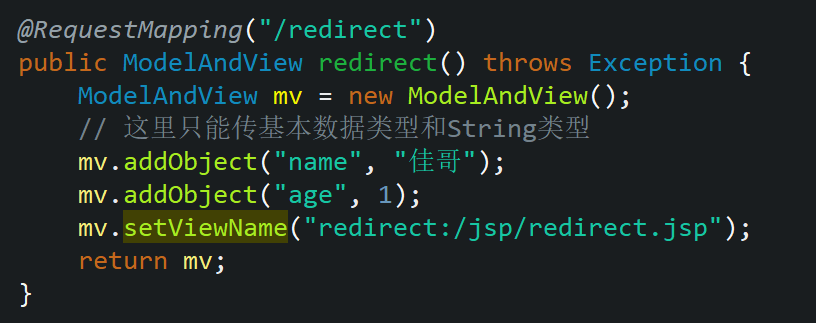 @RequestMapping("/redirect")
public ModelAndView redirect() throws Exception {
    ModelAndView mv = new ModelAndView();
    // 这里只能传基本数据类型和String类型
    mv.addObject("name", "佳哥");
    mv.addObject("age", 1);
    mv.setViewName("redirect:/jsp/redirect.jsp");
    return mv;
}